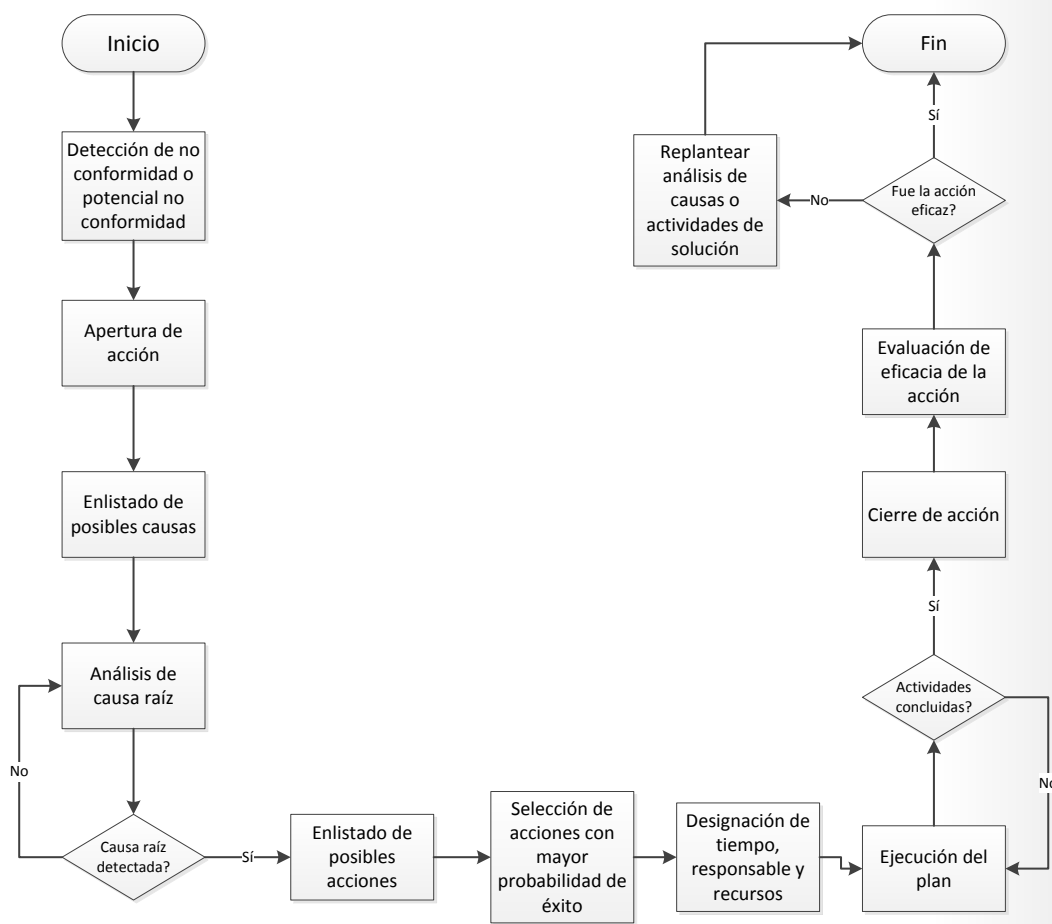 Inicio
Detección de no
conformidad o
potencial no
conformidad
Apertura de
acción
Enlistado de
posibles causas
Análisis de
causa raíz
No
Causa raíz
detectada?
Sí
Enlistado de
posibles
acciones
Selección de
acciones con
mayor
probabilidad de
éxito
Designación de
tiempo,
responsable y
recursos
Ejecución del
plan
No
Actividades
concluidas?
Sí
Cierre de acción
Evaluación de
eficacia de la
acción
Fue la acción
eficaz?
No
Replantear
análisis de
causas o
actividades de
solución
Sí
Fin